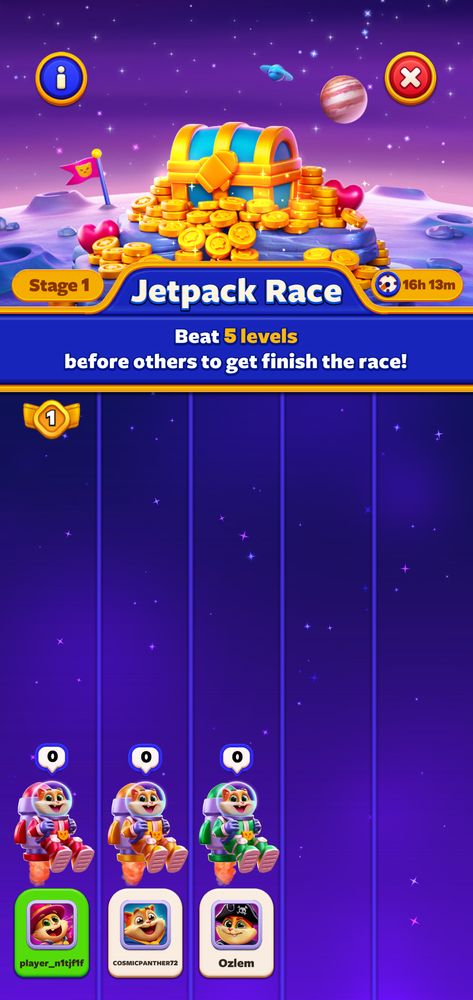 Stage 1
Jetpack Race
16h 13m
Beat 5 levels
before others to get finish the race!
1
0
0
0
player_n1tjf1f
COSMICPANTHER72
Ozlem